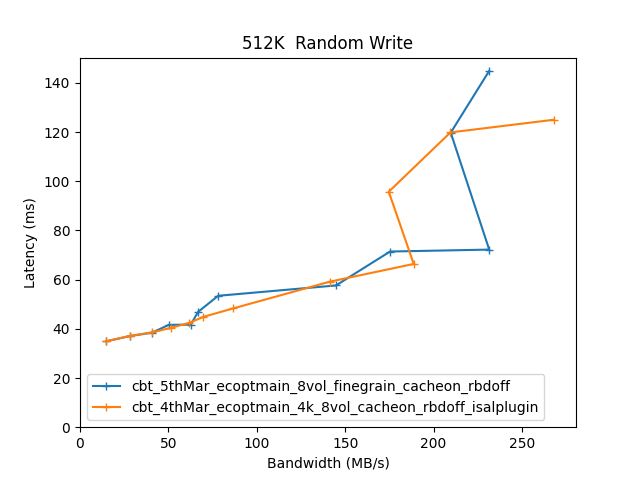 512K  Random Write
Latency (ms)
140
120
100
80
60
40
20
0
0 50 100 150 200 250
Bandwidth (MB/s)
cbt_5thMar_ecoptmain_8vol_finegrain_cacheon_rbdoff
cbt_4thMar_ecoptmain_4k_8vol_cacheon_rbdoff_isalplugin